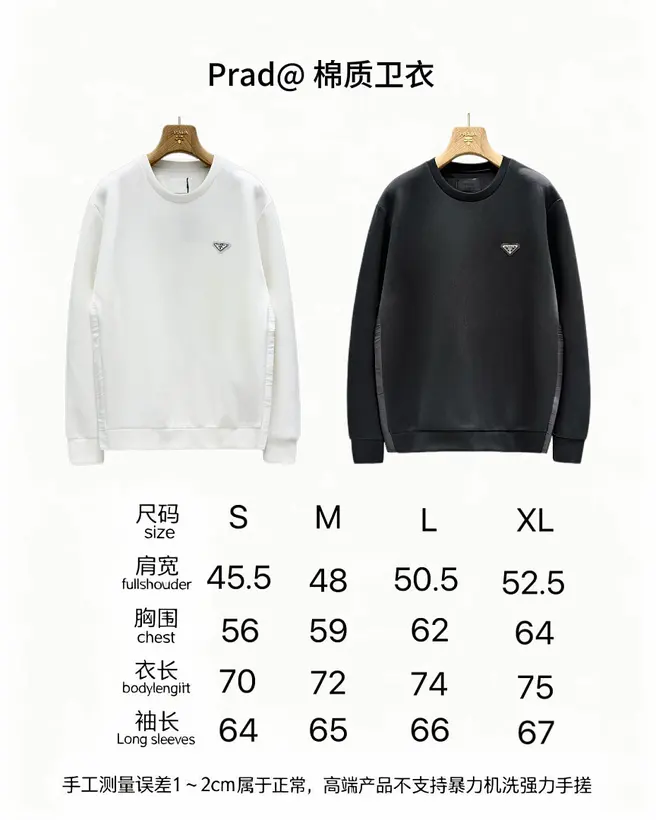 Prad@ 棉质卫衣
PRADA
尺码 S M L XL
size
肩宽 45.5 48 50.5 52.5
fullshouder
胸围 56 59 62 64
chest
衣长 70 72 74 75
bodylengiit
袖长 64 65 66 67
Long sleeves
手工测量误差1~2cm属于正常，高端产品不支持暴力机洗强力手搓